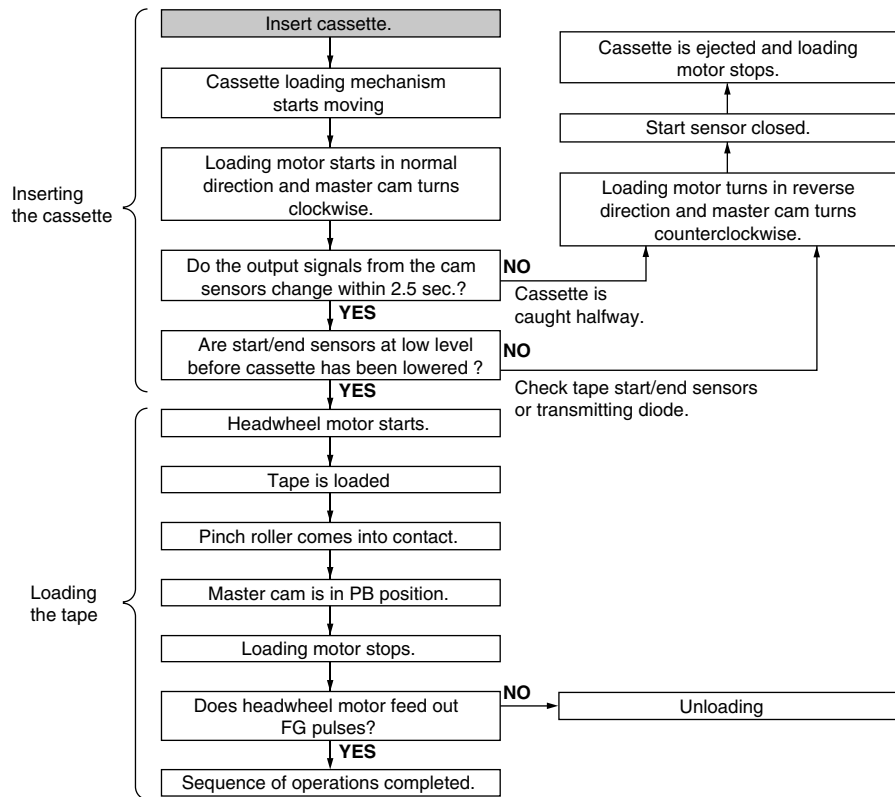 Insert cassette.
Cassette loading mechanism
starts moving
Loading motor starts in normal
direction and master cam turns
clockwise.
Inserting
the cassette
Do the output signals from the cam
sensors change within 2.5 sec.?
NO
Cassette is
caught halfway.
YES
Are start/end sensors at low level
before cassette has been lowered ?
NO
Check tape start/end sensors
or transmitting diode.
YES
Cassette is ejected and loading
motor stops.
Start sensor closed.
Loading motor turns in reverse
direction and master cam turns
counterclockwise.
Headwheel motor starts.
Tape is loaded
Pinch roller comes into contact.
Master cam is in PB position.
Loading
the tape
Loading motor stops.
Does headwheel motor feed out
FG pulses?
NO
Unloading
YES
Sequence of operations completed.